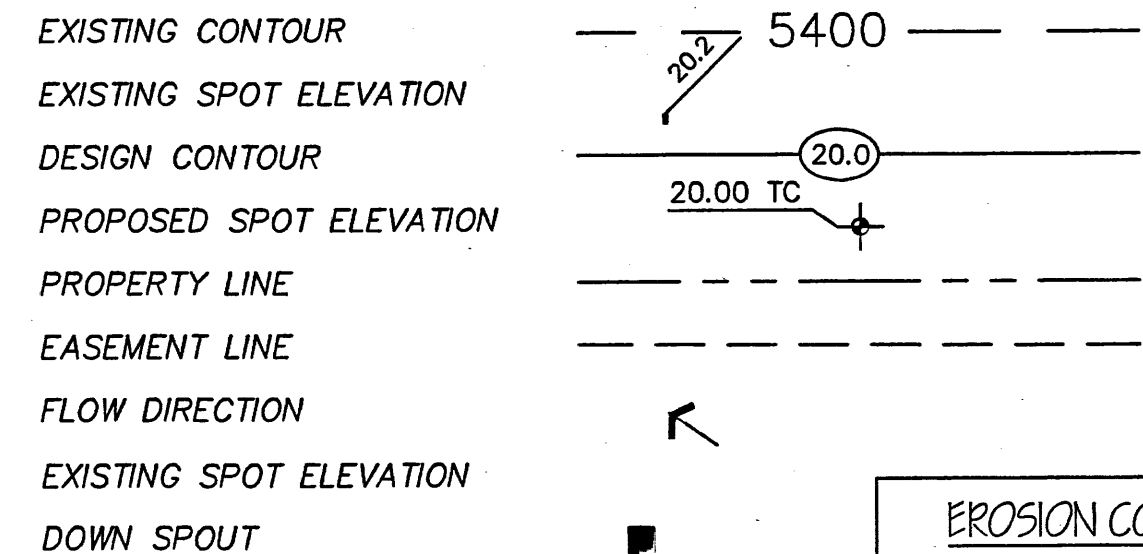 EXISTING CONTOUR
5400
20.2
EXISTING SPOT ELEVATION
DESIGN CONTOUR
20.0
20.00 TC
PROPOSED SPOT ELEVATION
PROPERTY LINE
EASEMENT LINE
FLOW DIRECTION
EXISTING SPOT ELEVATION
EROSION
DOWN SPOUT